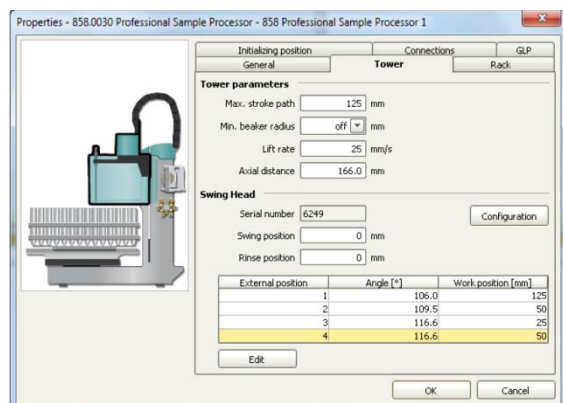 Properties - 858.0030 Professional Sample Processor - 858 Professional Sample Processor 1
Initializing position Connections GLP
General Tower Rack
Tower parameters
Max. stroke path 125 mm
Min. beaker radius off mm
Lift rate 25 mm/s
Axial distance 166.0 mm
Swing Head
Serial number 6249 Configuration
Swing position 0 mm
Rinse position 0 mm
External position Angle [°] Work position [mm]
1 106.0 125
2 109.5 50
3 116.6 25
4 116.6 50
Edit
OK Cancel